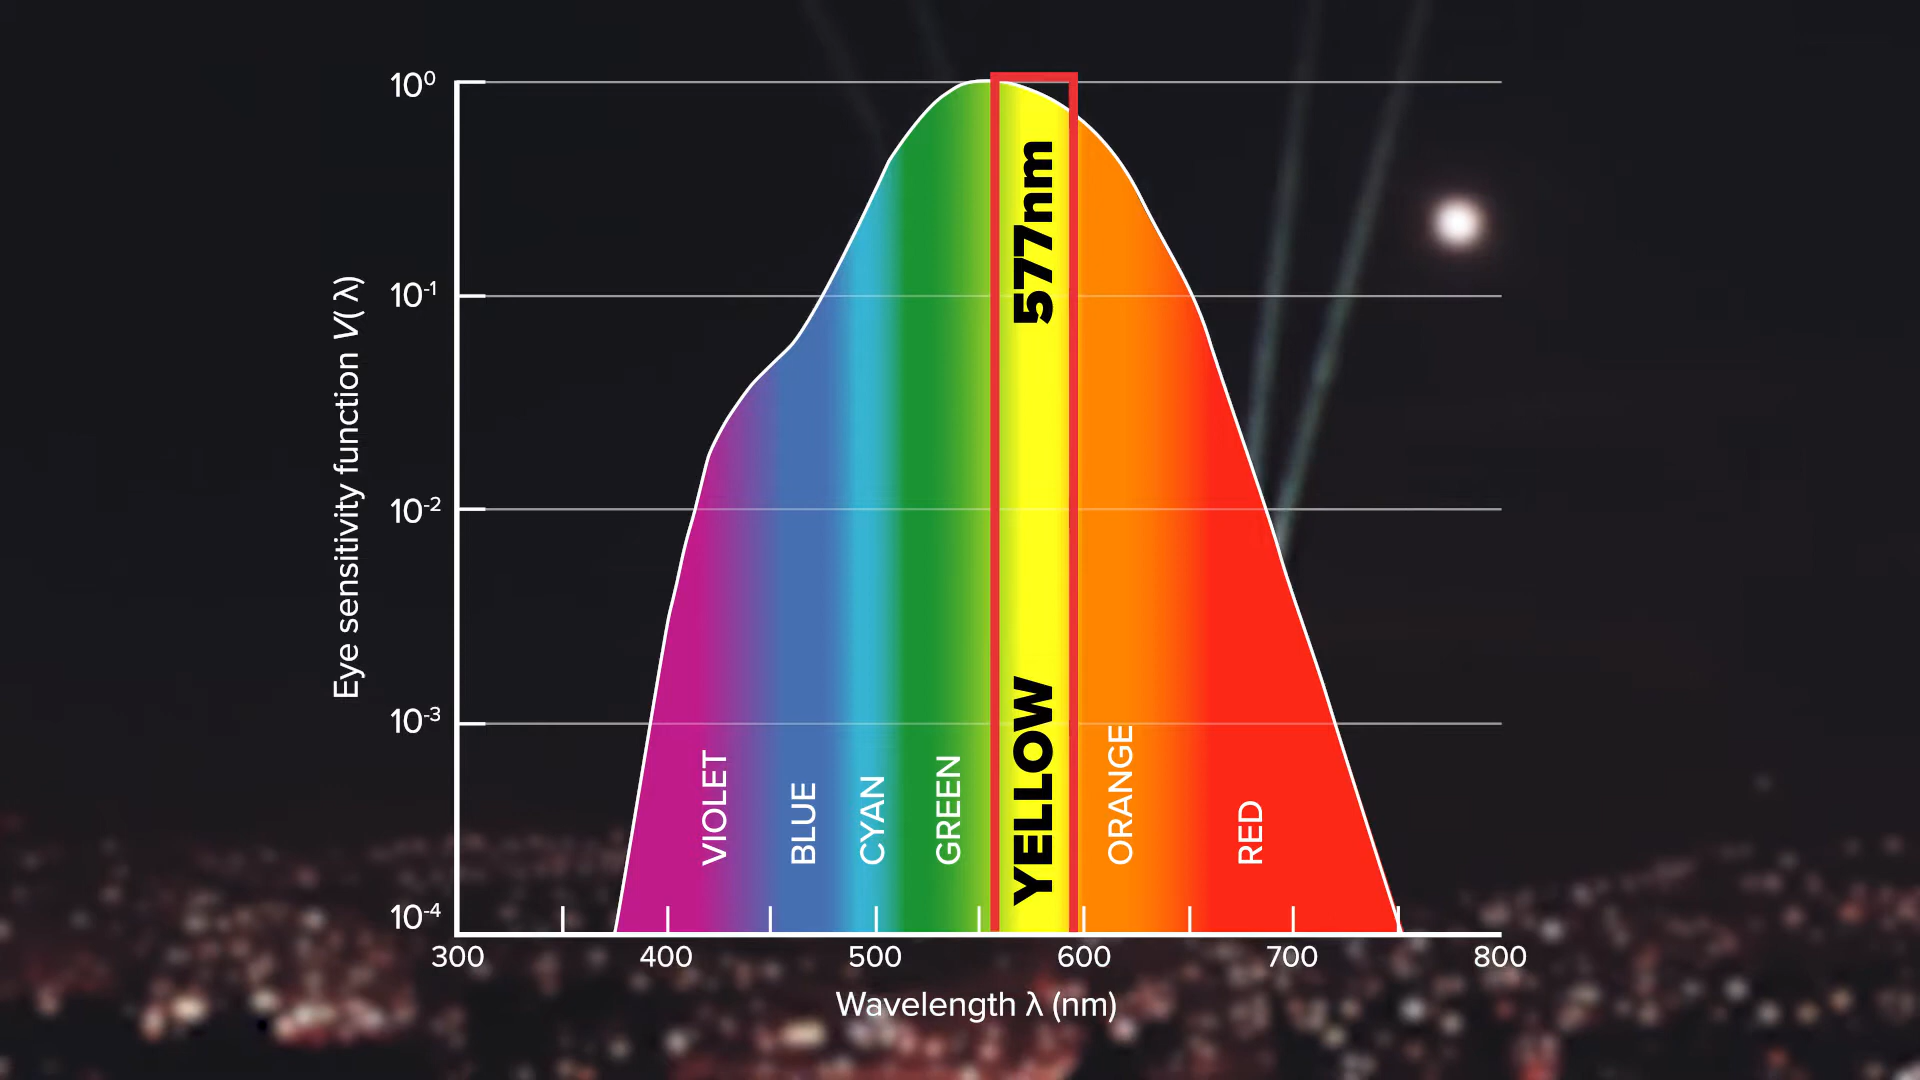 Eye sensitivity function V(λ)
10⁰
10⁻¹
10⁻²
10⁻³
10⁻⁴
VIOLET
BLUE
CYAN
GREEN
YELLOW 577nm
ORANGE
RED
300 400 500 600 700 800
Wavelength λ (nm)